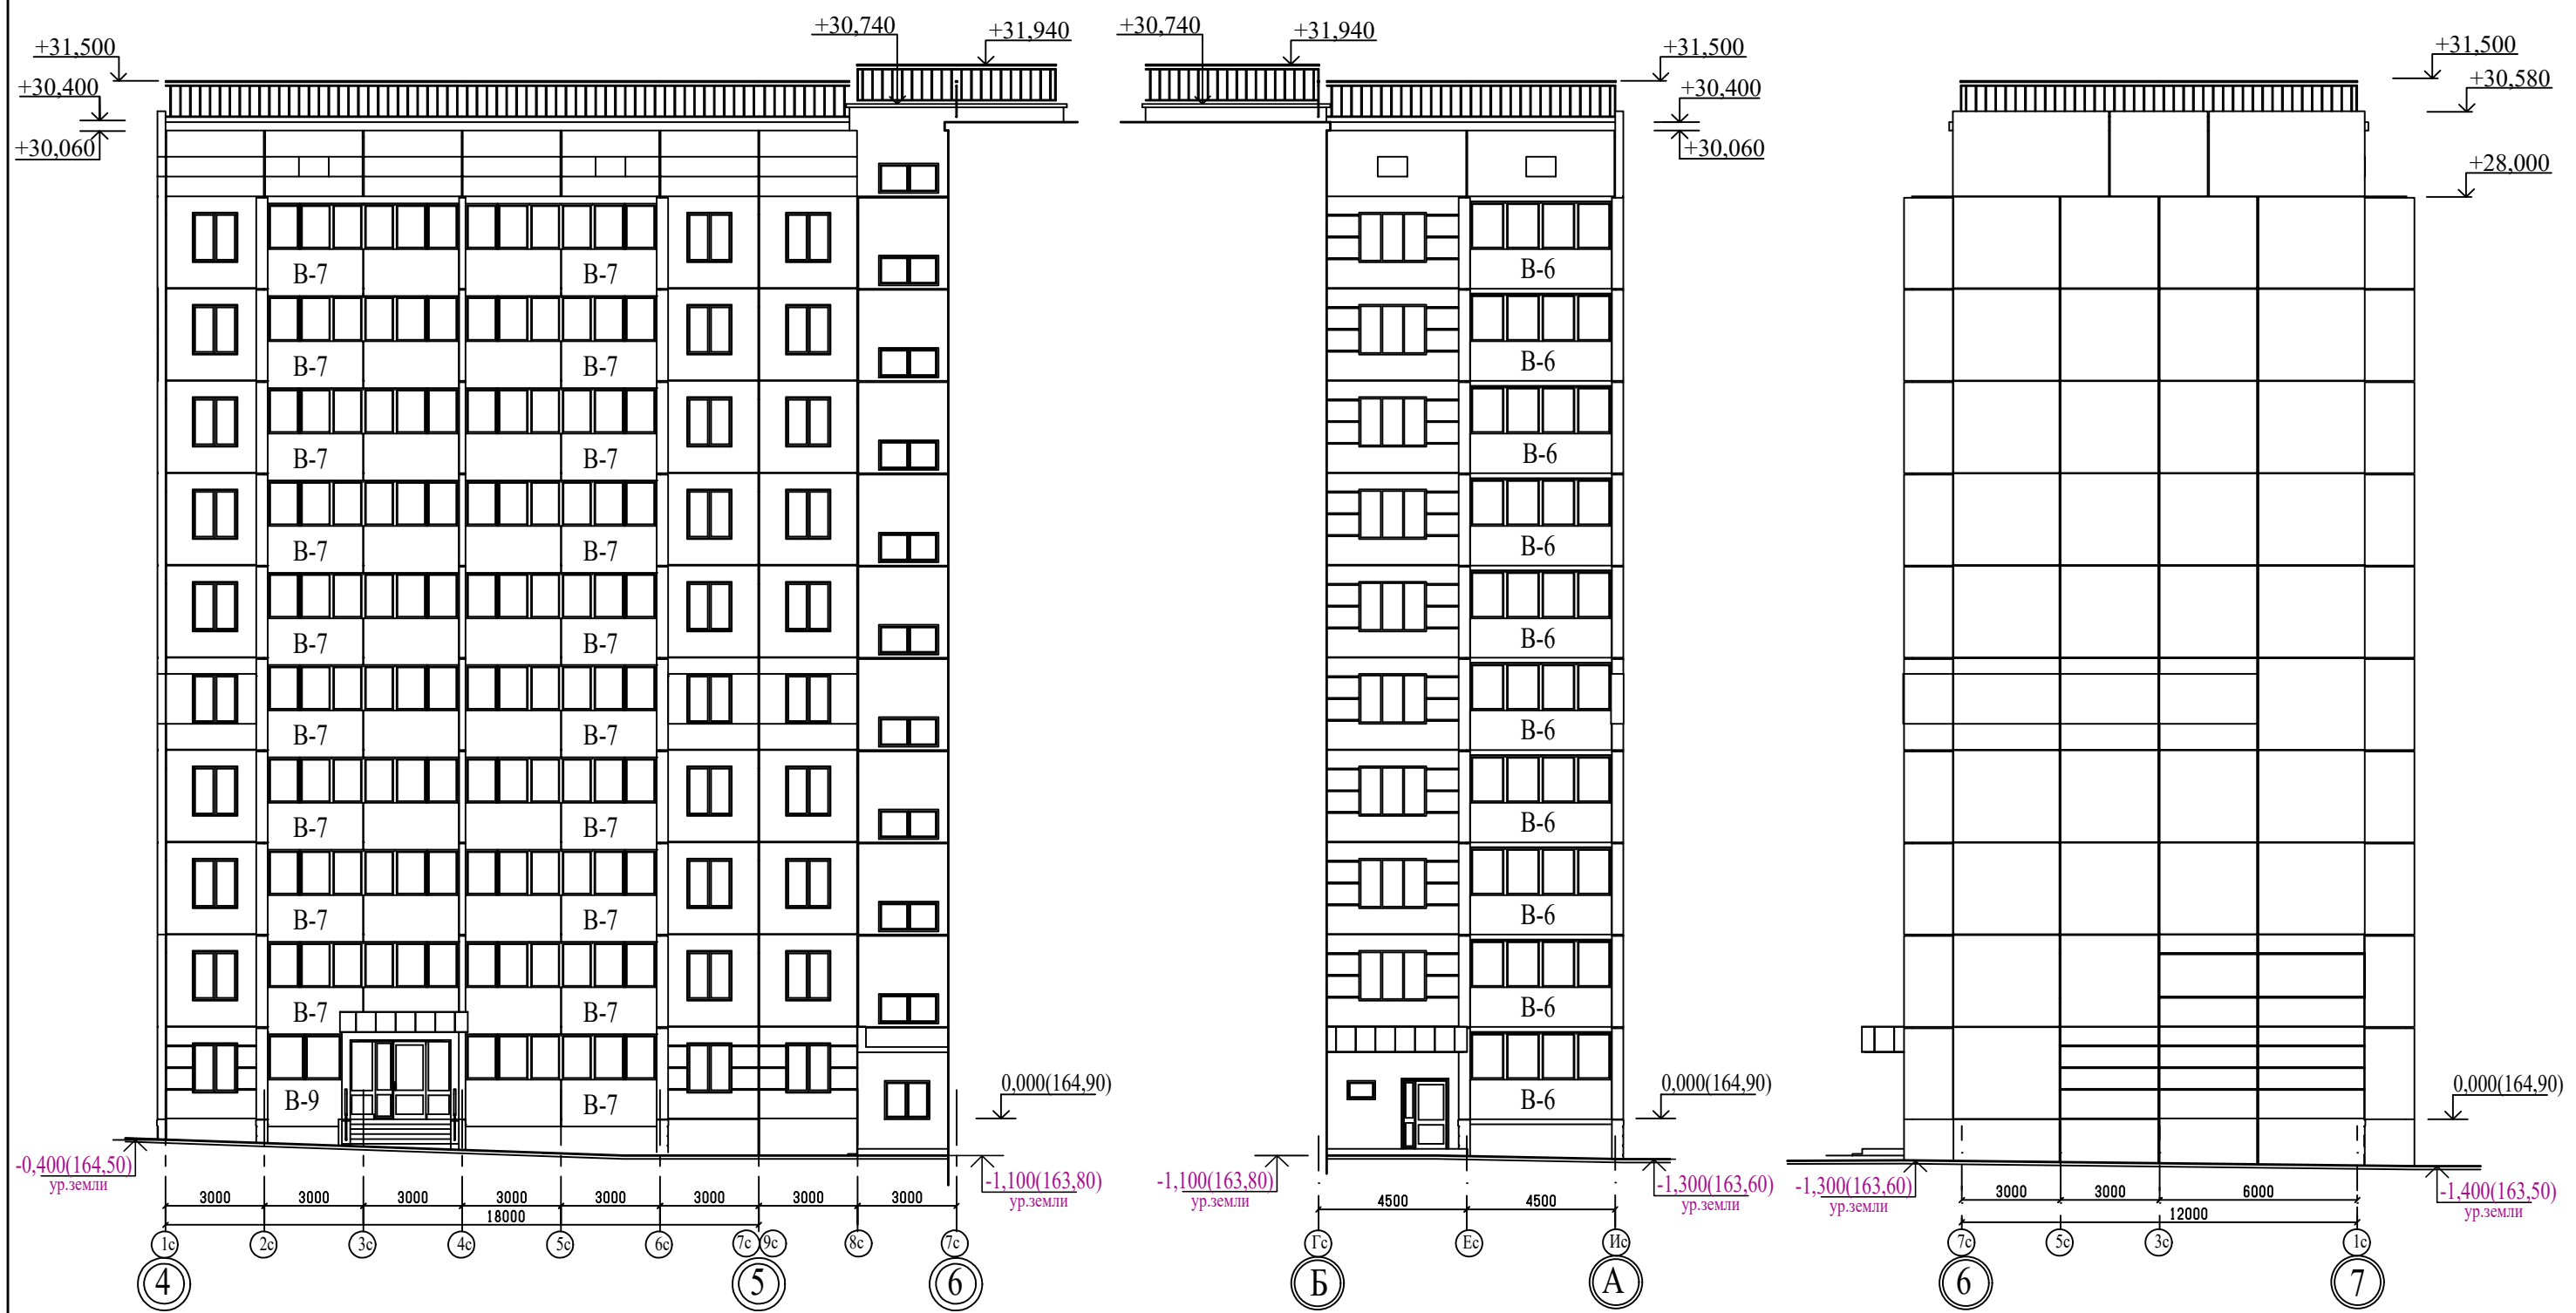 +30,740
+31,940
+30,740
+31,940
+31,500
+31,500
+31,500
+30,400
+30,400
+30,580
+30,060
+30,060
+28,000
В-7 В-7 В-6
В-7 В-7 В-6
В-7 В-7 В-6
В-7 В-7 В-6
В-7 В-7 В-6
В-7 В-7 В-6
В-7 В-7 В-6
В-7 В-7 В-6
В-7 В-7 В-6
В-9 В-7 В-6
0,000(164,90)
0,000(164,90)
0,000(164,90)
-0,400(164,50)
ур.земли
-1,100(163,80)
ур.земли
-1,100(163,80)
ур.земли
-1,300(163,60)
ур.земли
-1,300(163,60)
ур.земли
-1,400(163,50)
ур.земли
3000 3000 3000 3000 3000 3000 3000 3000
18000
4500 4500
3000 3000 6000
12000
1с 2с 3с 4с 5с 6с 7с 9с 8с 7с
Гс Ес Ис
7с 5с 3с 1с
4 5 6
Б А
6 7